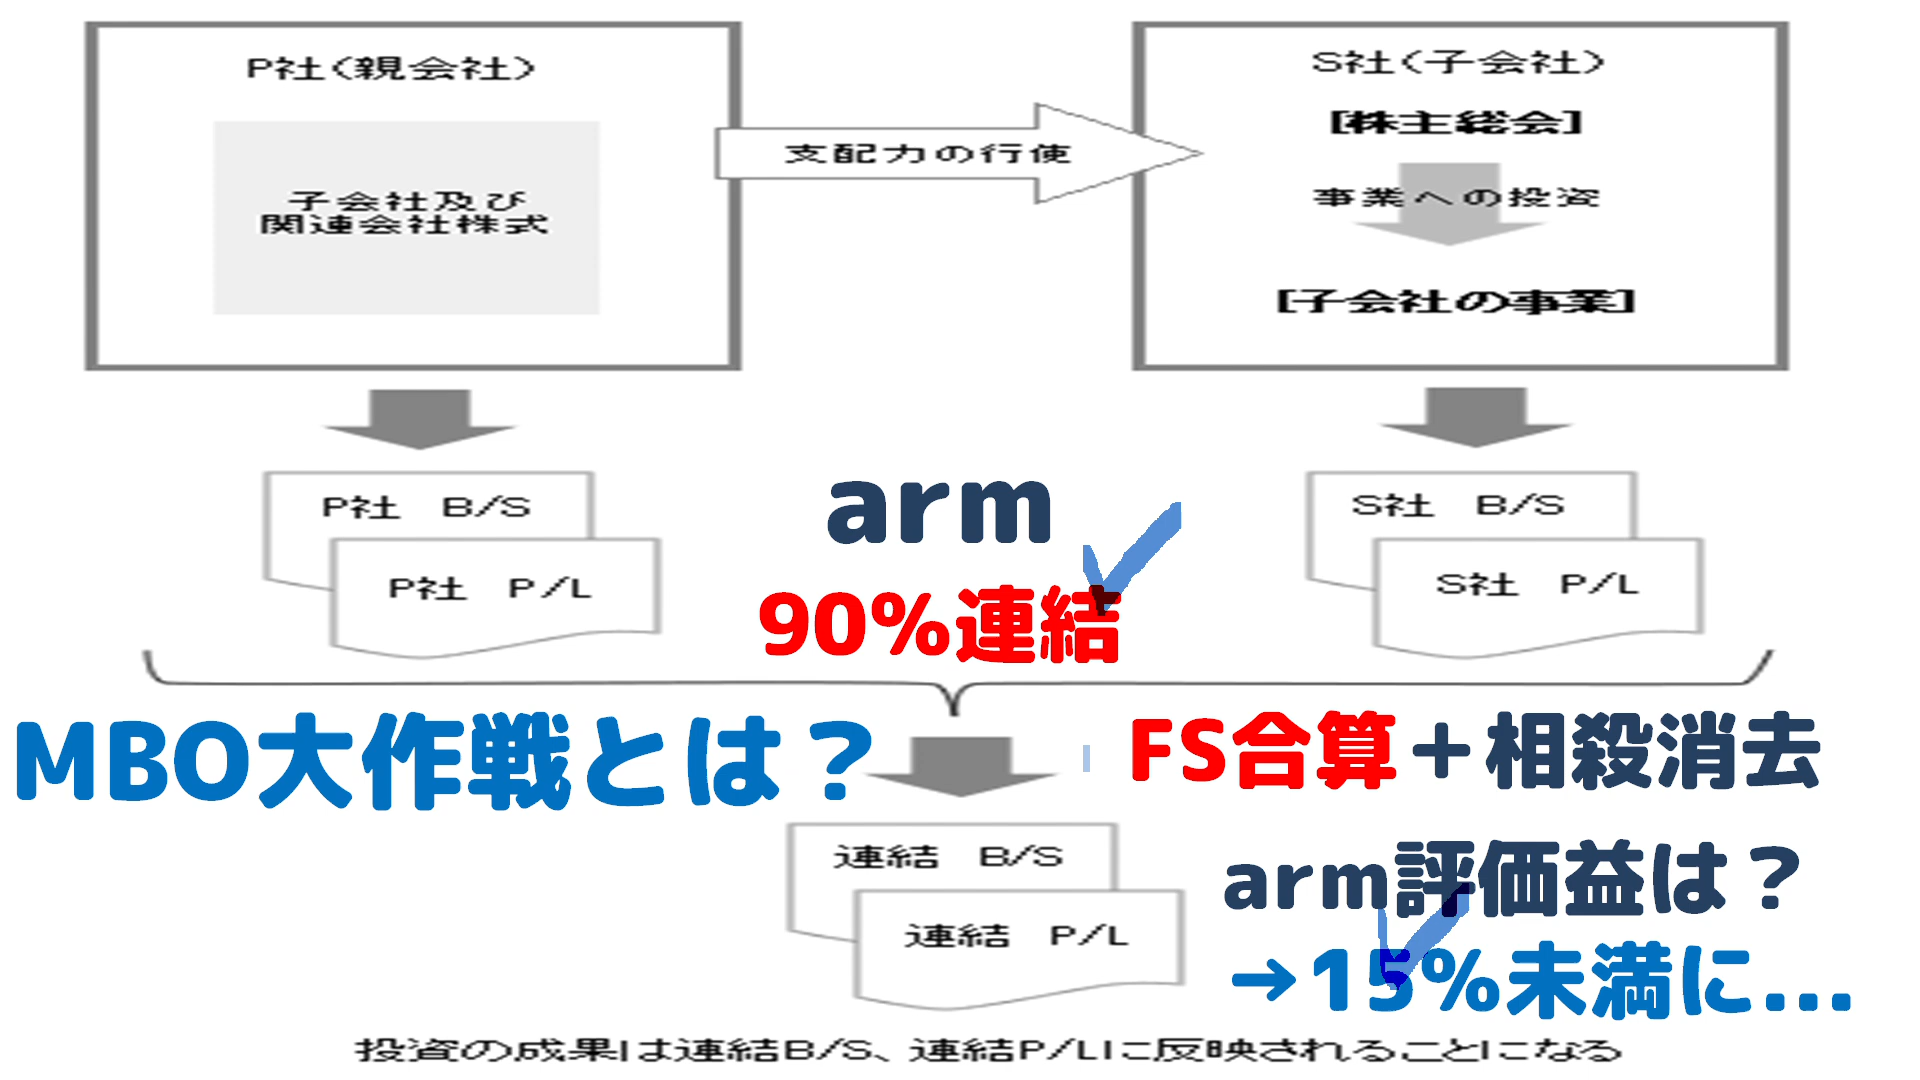 P社(親会社)
子会社及び
関連会社株式
支配力の行使
S社(子会社)
[株主総会]
事業への投資
[子会社の事業]
P社 B/S
P社 P/L
arm
90%連結
S社 B/S
S社 P/L
MBO大作戦とは？
FS合算＋相殺消去
連結 B/S
連結 P/L
arm評価益は？
→15%未満に...
投資の成果は連結B/S、連結P/Lに反映されることになる